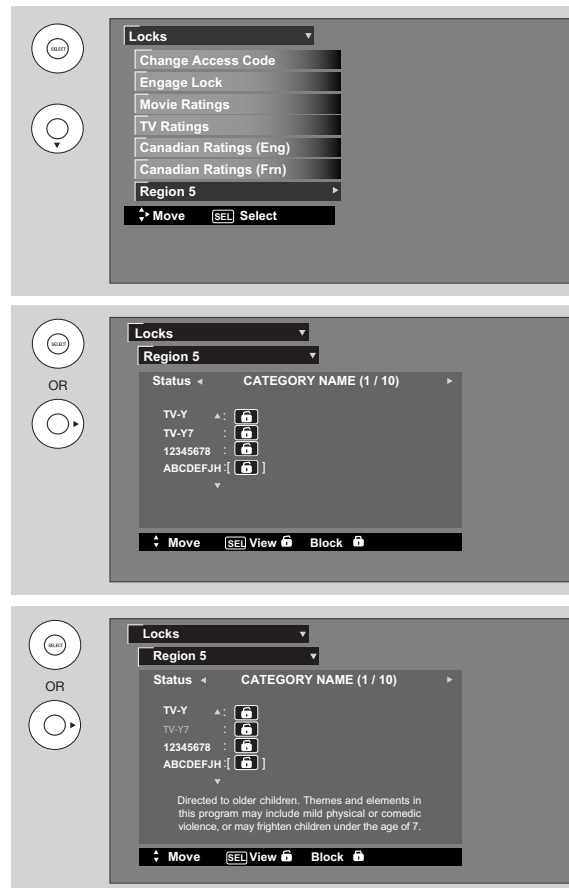 SELECT
Locks
Change Access Code
Engage Lock
Movie Ratings
TV Ratings
Canadian Ratings (Eng)
Canadian Ratings (Frn)
Region 5
Move SEL Select
SELECT
OR
Locks
Region 5
Status CATEGORY NAME (1 / 10)
TV-Y :
TV-Y7 :
12345678 :
ABCDEFJH :[ ]
Move SEL View Block
SELECT
OR
Locks
Region 5
Status CATEGORY NAME (1 / 10)
TV-Y :
TV-Y7 :
12345678 :
ABCDEFJH :[ ]
Directed to older children. Themes and elements in
this program may include mild physical or comedic
violence, or may frighten children under the age of 7.
Move SEL View Block